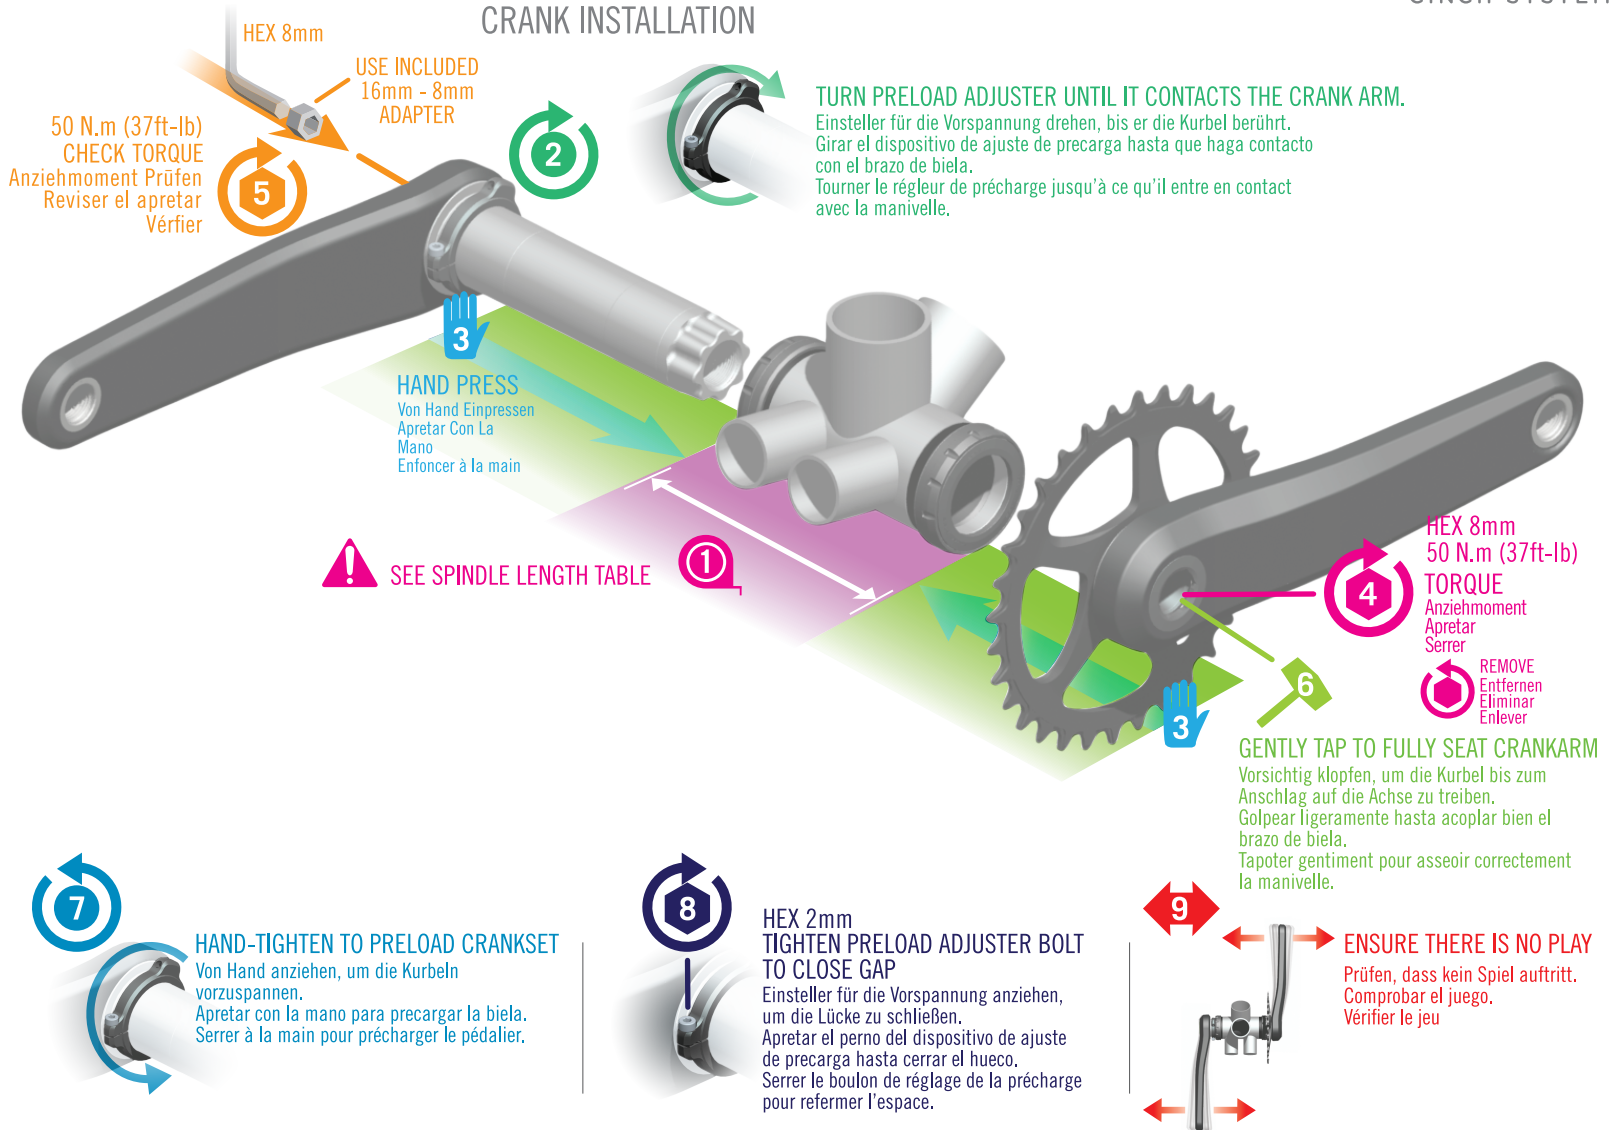 CRANK INSTALLATION
HEX 8mm
USE INCLUDED
16mm - 8mm
ADAPTER
50 N.m (37ft-lb)
CHECK TORQUE
Anziehmoment Prüfen
Reviser el apretar
Vérfier
5
2
TURN PRELOAD ADJUSTER UNTIL IT CONTACTS THE CRANK ARM.
Einsteller für die Vorspannung drehen, bis er die Kurbel berührt.
Girar el dispositivo de ajuste de precarga hasta que haga contacto
con el brazo de biela.
Tourner le régleur de précharge jusqu'à ce qu'il entre en contact
avec la manivelle.
3
HAND PRESS
Von Hand Einpressen
Apretar Con La
Mano
Enfoncer à la main
SEE SPINDLE LENGTH TABLE
1
HEX 8mm
50 N.m (37ft-lb)
4
TORQUE
Anziehmoment
Apretar
Serrer
REMOVE
Entfernen
Eliminar
Enlever
6
3
GENTLY TAP TO FULLY SEAT CRANKARM
Vorsichtig klopfen, um die Kurbel bis zum
Anschlag auf die Achse zu treiben.
Golpear ligeramente hasta acoplar bien el
brazo de biela.
Tapoter gentiment pour asseoir correctement
la manivelle.
7
HAND-TIGHTEN TO PRELOAD CRANKSET
Von Hand anziehen, um die Kurbeln
vorzuspannen.
Apretar con la mano para precargar la biela.
Serrer à la main pour précharger le pédalier.
8
HEX 2mm
TIGHTEN PRELOAD ADJUSTER BOLT
TO CLOSE GAP
Einsteller für die Vorspannung anziehen,
um die Lücke zu schließen.
Apretar el perno del dispositivo de ajuste
de precarga hasta cerrar el hueco.
Serrer le boulon de réglage de la précharge
pour refermer l'espace.
9
ENSURE THERE IS NO PLAY
Prüfen, dass kein Spiel auftritt.
Comprobar el juego.
Vérifier le jeu